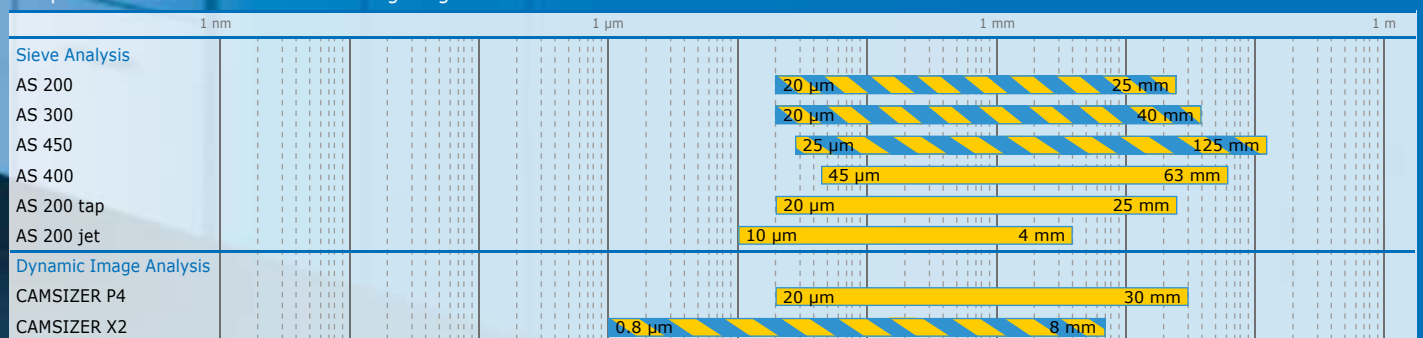 1 nm 1 µm 1 mm 1 m
Sieve Analysis
AS 200 20 µm 25 mm
AS 300 20 µm 40 mm
AS 450 25 µm 125 mm
AS 400 45 µm 63 mm
AS 200 tap 20 µm 25 mm
AS 200 jet 10 µm 4 mm
Dynamic Image Analysis
CAMSIZER P4 20 µm 30 mm
CAMSIZER X2 0.8 µm 8 mm